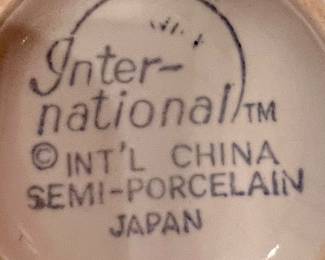 Inter-
national TM
© INT'L CHINA
SEMI-PORCELAIN
JAPAN